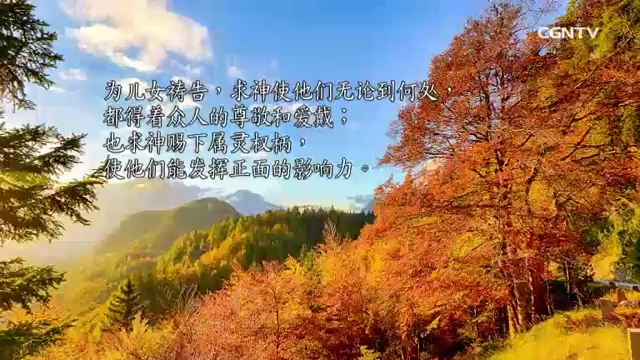 CGNTV
为儿女祷告，求神使他们无论到何处，
都得着众人的尊敬和爱戴；
也求神赐下属灵权柄，
使他们能发挥正面的影响力。